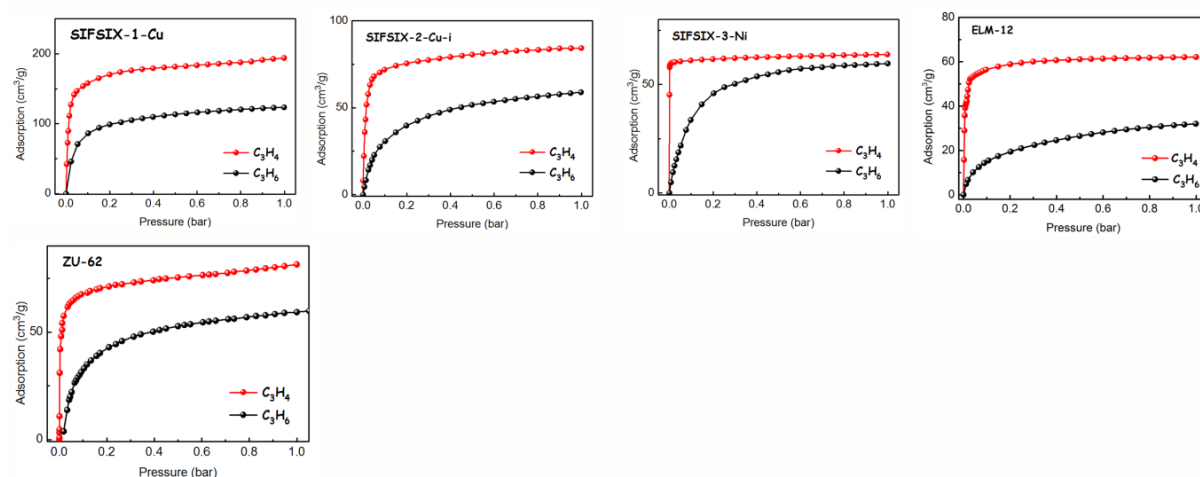 SIFSIX-1-Cu
Adsorption (cm³/g)
200
100
0
C₃H₄
C₃H₆
0.0 0.2 0.4 0.6 0.8 1.0
Pressure (bar)
SIFSIX-2-Cu-i
Adsorption (cm³/g)
100
50
0
C₃H₄
C₃H₆
0.0 0.2 0.4 0.6 0.8 1.0
Pressure (bar)
SIFSIX-3-Ni
Adsorption (cm³/g)
50
0
C₃H₄
C₃H₆
0.0 0.2 0.4 0.6 0.8 1.0
Pressure (bar)
ELM-12
Adsorption (cm³/g)
80
60
40
20
0
C₃H₄
C₃H₆
0.0 0.2 0.4 0.6 0.8 1.0
Pressure (bar)
ZU-62
Adsorption (cm³/g)
50
0
C₃H₄
C₃H₆
0.0 0.2 0.4 0.6 0.8 1.0
Pressure (bar)